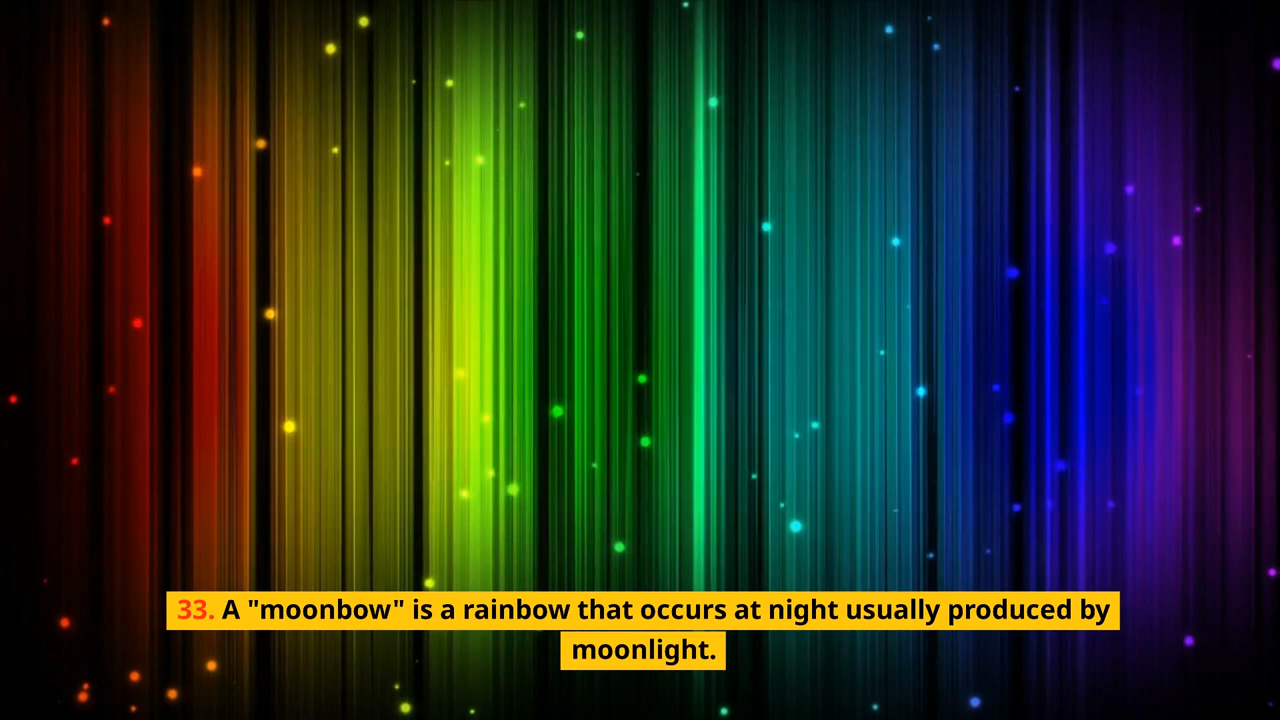 33. A "moonbow" is a rainbow that occurs at night usually produced by
moonlight.